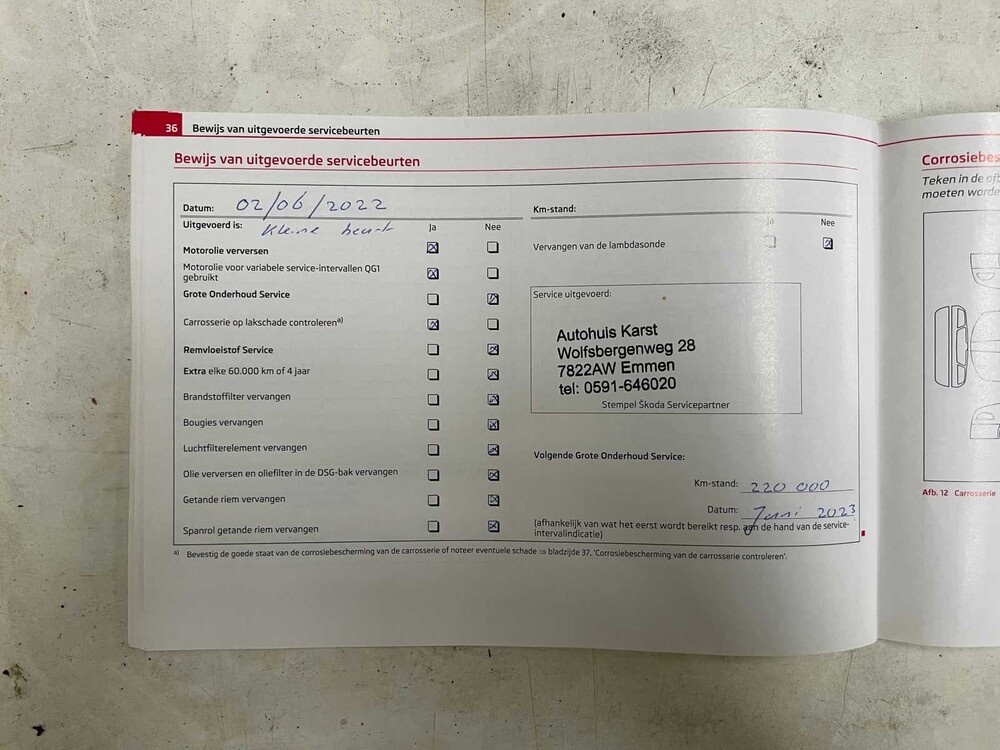 36 Bewijs van uitgevoerde servicebeurten
Bewijs van uitgevoerde servicebeurten
Datum: 02/06/2022
Uitgevoerd is: Kleine beurt Ja Nee
Motorolie verversen
Motorolie voor variabele service-intervallen QG1
gebruikt
Grote Onderhoud Service
Carrosserie op lakschade controleren a)
Remvloeistof Service
Extra elke 60.000 km of 4 jaar
Brandstoffilter vervangen
Bougies vervangen
Luchtfilterelement vervangen
Olie verversen en oliefilter in de DSG-bak vervangen
Getande riem vervangen
Spanrol getande riem vervangen
Km-stand:
Ja Nee
Vervangen van de lambdasonde
Service uitgevoerd:
Autohuis Karst
Wolfsbergenweg 28
7822AW Emmen
tel: 0591-646020
Stempel Škoda Servicepartner
Volgende Grote Onderhoud Service:
Km-stand: 220 000
Datum: Juni 2023
(afhankelijk van wat het eerst wordt bereikt resp. aan de hand van de service-
intervalindicatie)
a) Bevestig de goede staat van de corrosiebescherming van de carrosserie of noteer eventuele schade ⇒ bladzijde 37, 'Corrosiebescherming van de carrosserie controleren'.
Corrosiebes
Teken in de
moeten worde
Afb. 12 Carrosserie